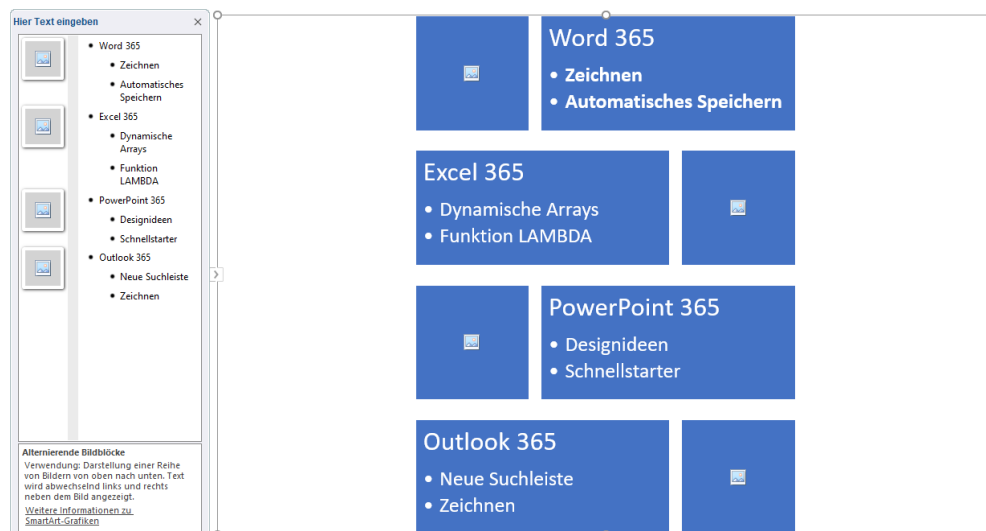 Hier Text eingeben
• Word 365
• Zeichnen
• Automatisches
Speichern
• Excel 365
• Dynamische
Arrays
• Funktion
LAMBDA
• PowerPoint 365
• Designideen
• Schnellstarter
• Outlook 365
• Neue Suchleiste
• Zeichnen
Alternierende Bildblöcke
Verwendung: Darstellung einer Reihe
von Bildern von oben nach unten. Text
wird abwechselnd links und rechts
neben dem Bild angezeigt.
Weitere Informationen zu
SmartArt-Grafiken
Word 365
• Zeichnen
• Automatisches Speichern
Excel 365
• Dynamische Arrays
• Funktion LAMBDA
PowerPoint 365
• Designideen
• Schnellstarter
Outlook 365
• Neue Suchleiste
• Zeichnen